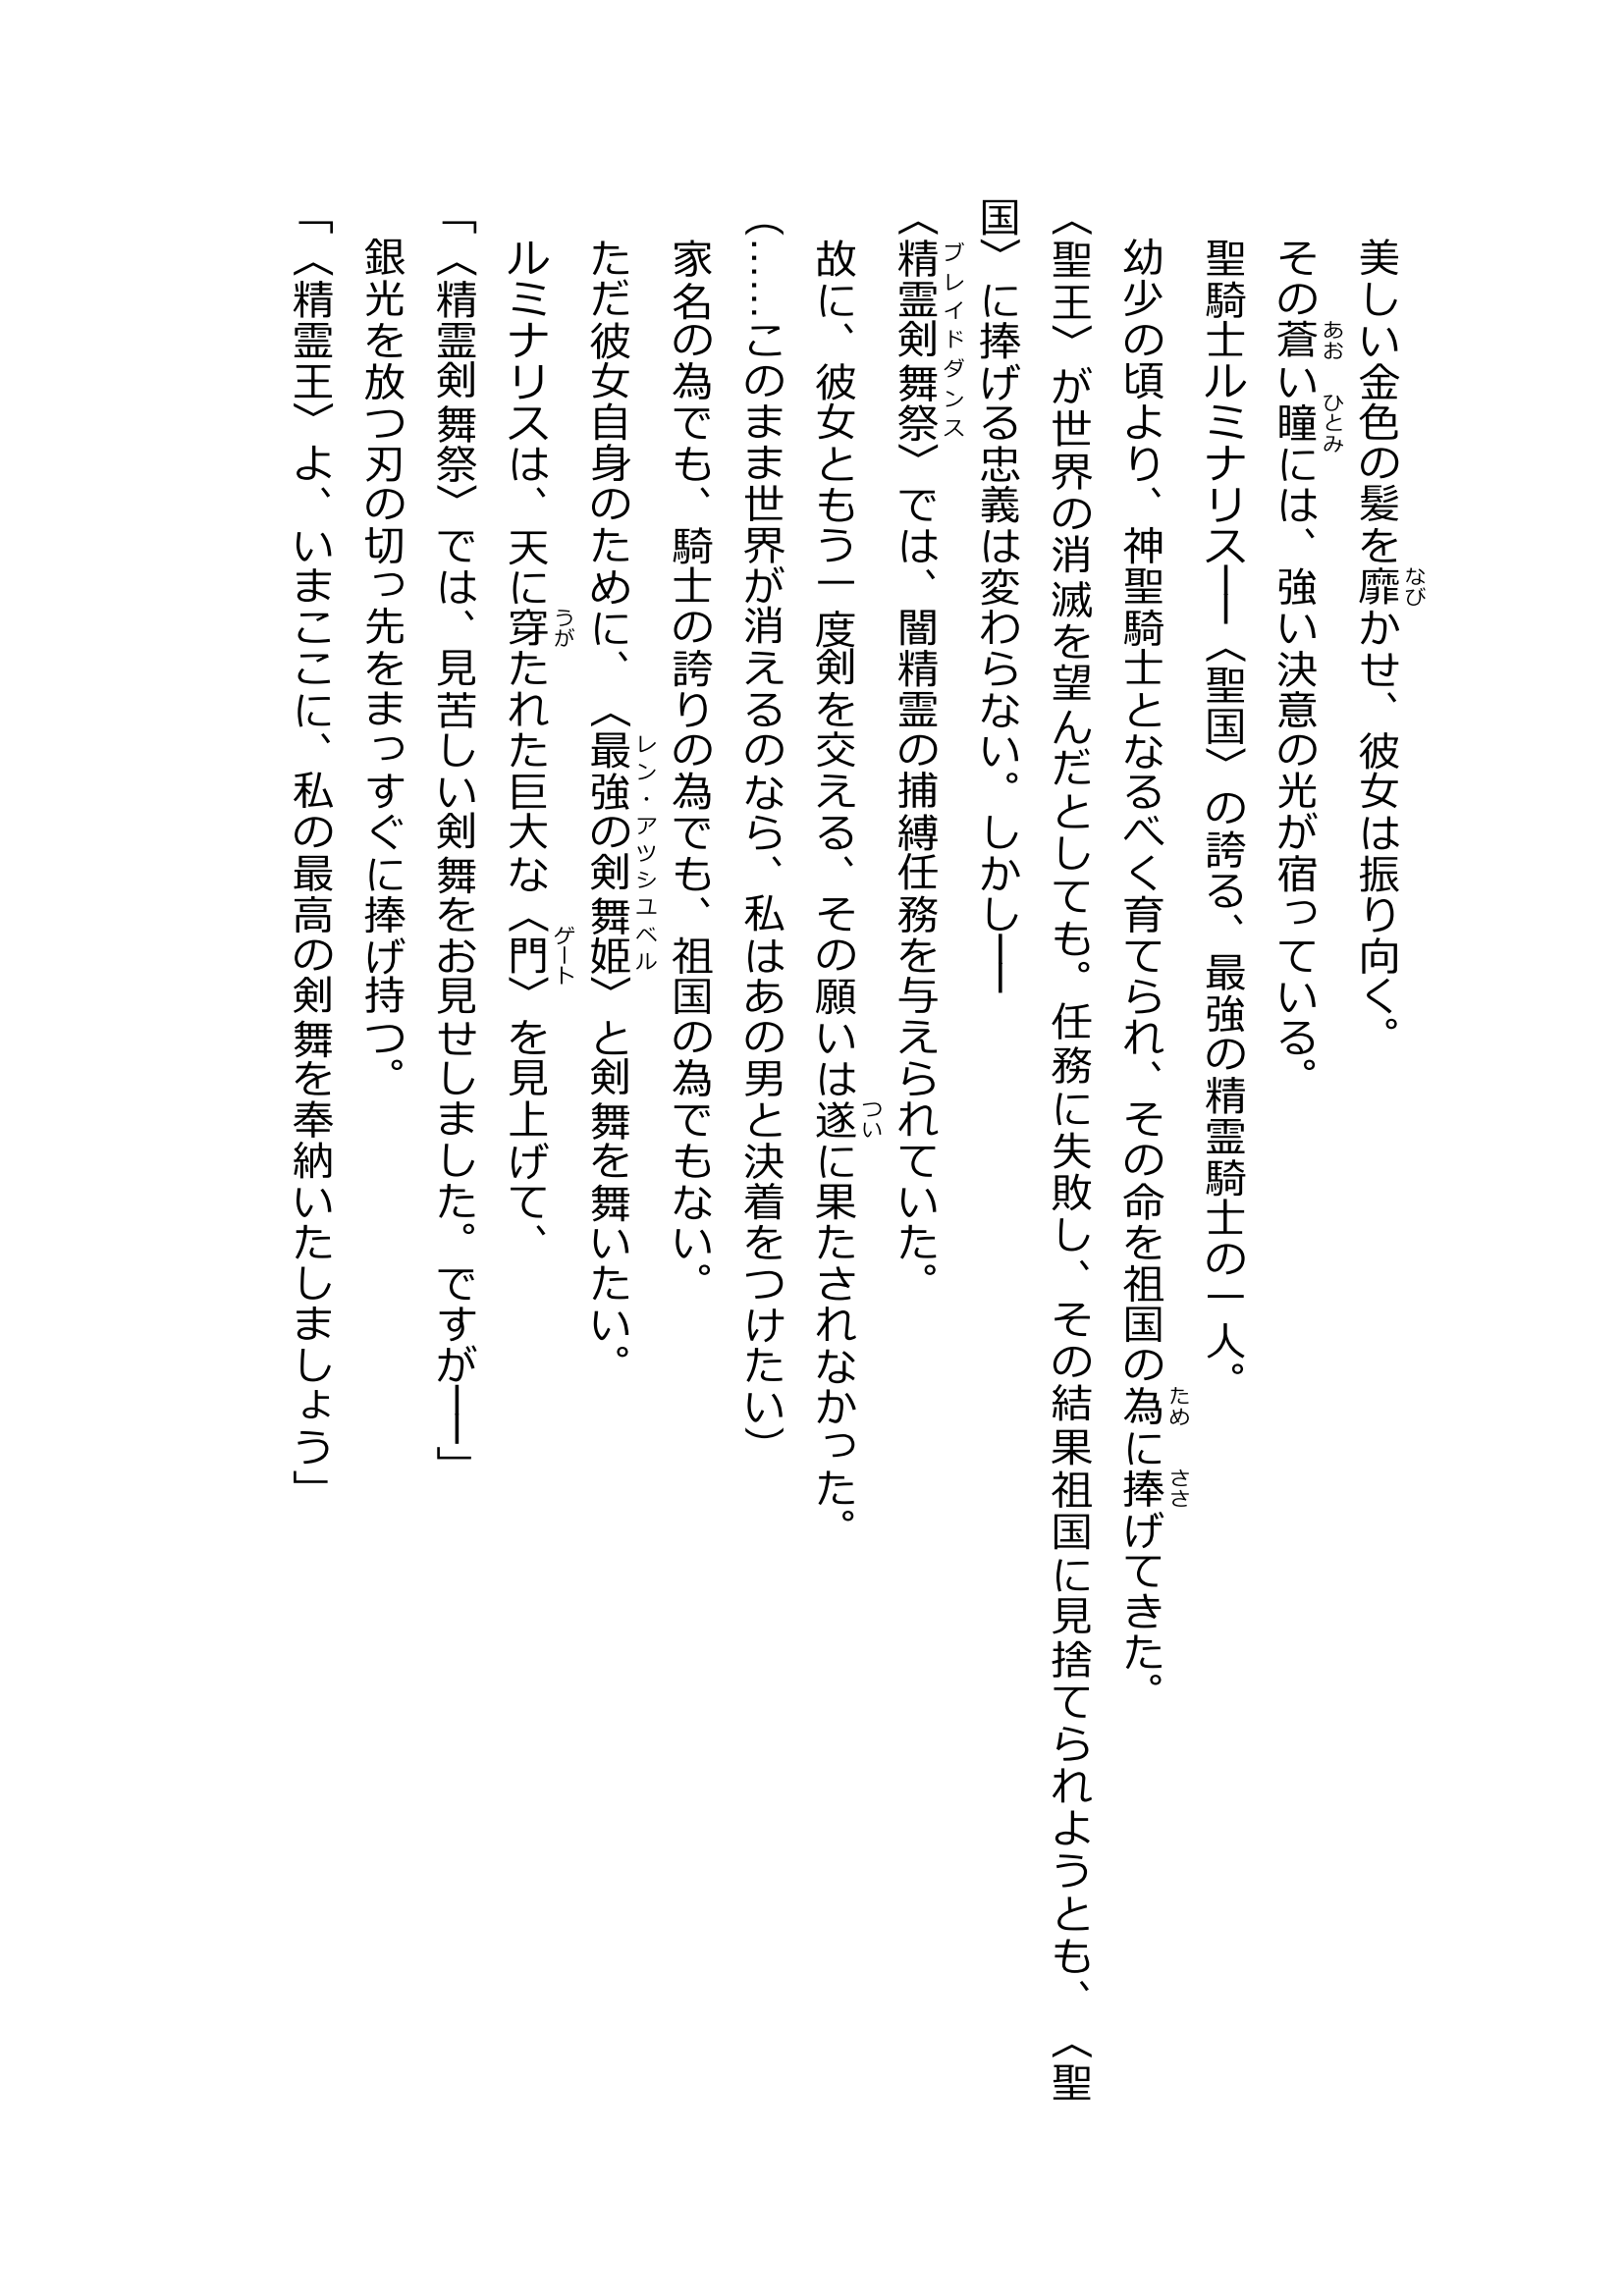 美しい金色の髪を靡かせ、彼女は振り向く。
その蒼い瞳には、強い決意の光が宿っている。
聖騎士ルミナリス――〈聖国〉の誇る、最強の精霊騎士の一人。
幼少の頃より、神聖騎士となるべく育てられ、その命を祖国の為に捧げてきた。
〈聖王〉が世界の消滅を望んだとしても。任務に失敗し、その結果祖国に見捨てられようとも、〈聖
国〉に捧げる忠義は変わらない。しかし――
〈精霊剣舞祭〉では、闇精霊の捕縛任務を与えられていた。
故に、彼女ともう一度剣を交える、その願いは遂に果たされなかった。
(……このまま世界が消えるのなら、私はあの男と決着をつけたい)
家名の為でも、騎士の誇りの為でも、祖国の為でもない。
ただ彼女自身のために、〈最強の剣舞姫〉と剣舞を舞いたい。
ルミナリスは、天に穿たれた巨大な〈門〉を見上げて、
「〈精霊剣舞祭〉では、見苦しい剣舞をお見せしました。ですが――」
銀光を放つ刃の切っ先をまっすぐに捧げ持つ。
「〈精霊王〉よ、いまここに、私の最高の剣舞を奉納いたしましょう」